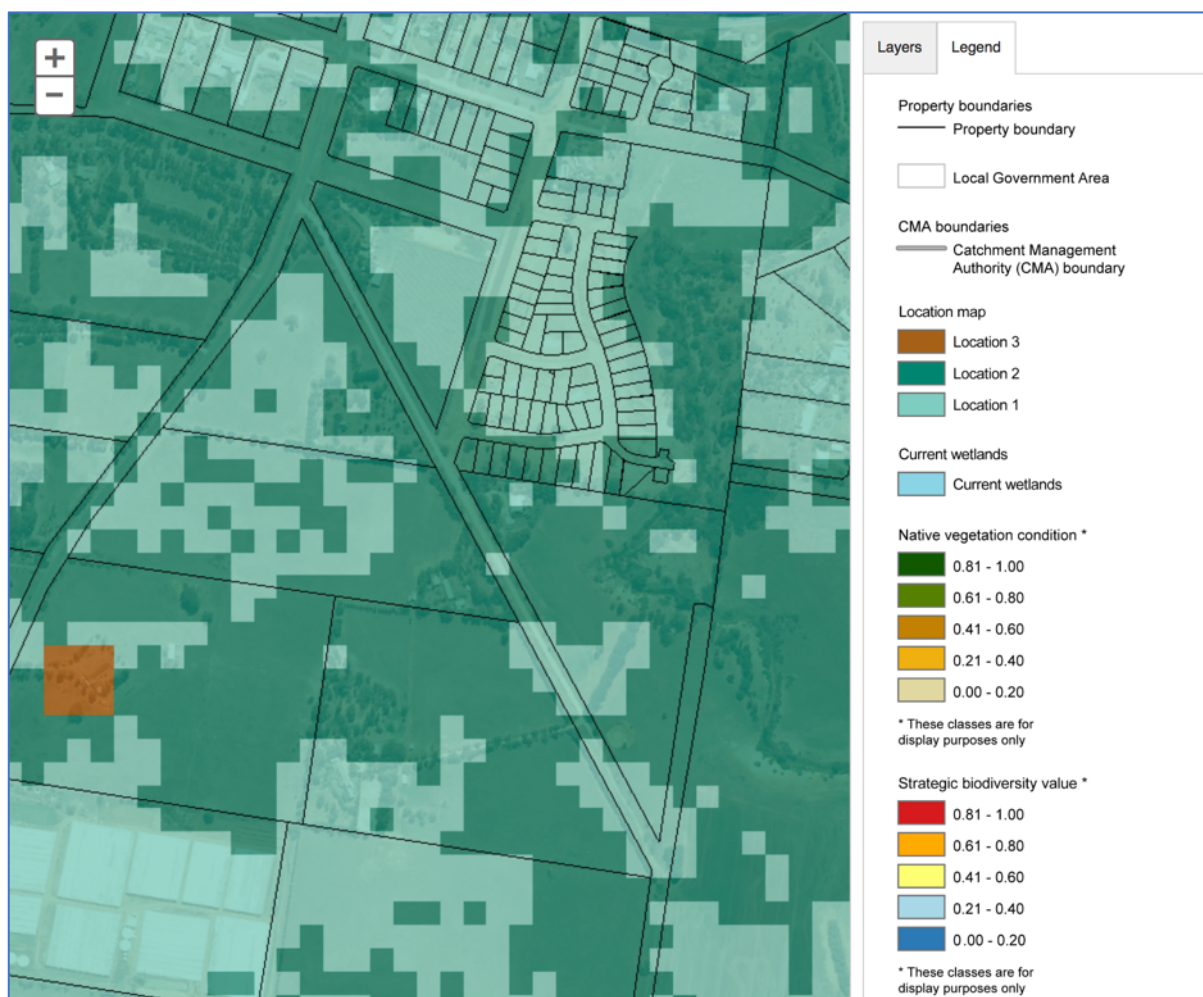 +
−
Layers
Legend
Property boundaries
Property boundary
Local Government Area
CMA boundaries
Catchment Management
Authority (CMA) boundary
Location map
Location 3
Location 2
Location 1
Current wetlands
Current wetlands
Native vegetation condition *
0.81 - 1.00
0.61 - 0.80
0.41 - 0.60
0.21 - 0.40
0.00 - 0.20
* These classes are for
display purposes only
Strategic biodiversity value *
0.81 - 1.00
0.61 - 0.80
0.41 - 0.60
0.21 - 0.40
0.00 - 0.20
* These classes are for
display purposes only